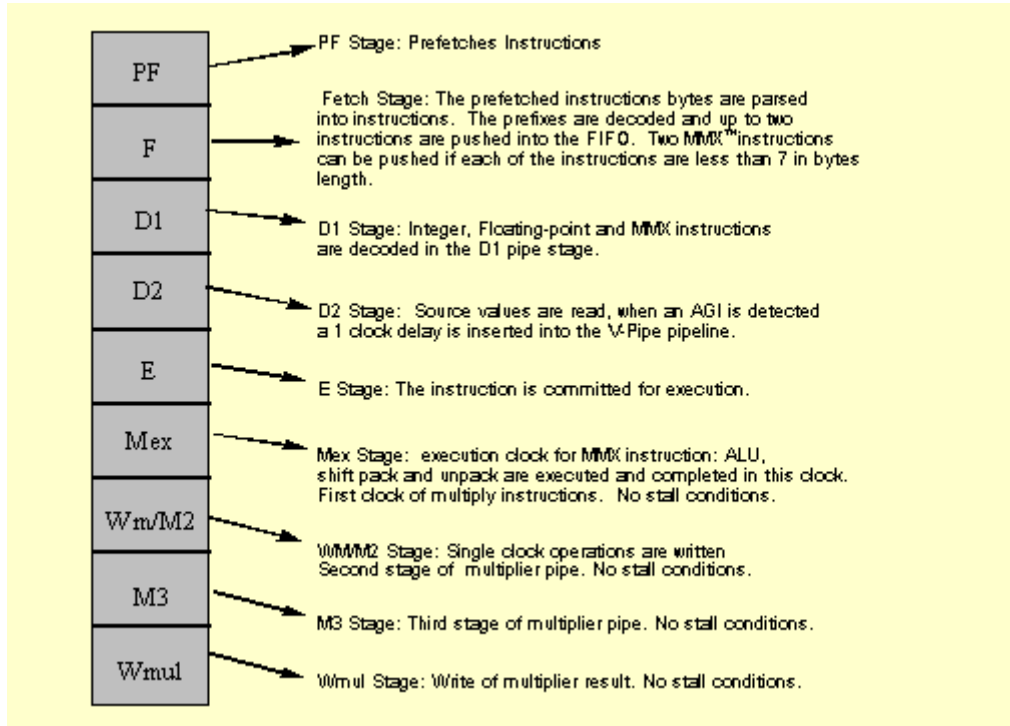 PF
PF Stage: Prefetches Instructions
F
Fetch Stage: The prefetched instructions bytes are parsed
into instructions. The prefixes are decoded and up to two
instructions are pushed into the FIFO. Two MMX™instructions
can be pushed if each of the instructions are less than 7 in bytes
length.
D1
D1 Stage: Integer, Floating-point and MMX instructions
are decoded in the D1 pipe stage.
D2
D2 Stage: Source values are read, when an AGI is detected
a 1 clock delay is inserted into the V-Pipe pipeline.
E
E Stage: The instruction is committed for execution.
Mex
Mex Stage: execution clock for MMX instruction: ALU,
shift pack and unpack are executed and completed in this clock.
First clock of multiply instructions. No stall conditions.
Wm/M2
WM/M2 Stage: Single clock operations are written
Second stage of multiplier pipe. No stall conditions.
M3
M3 Stage: Third stage of multiplier pipe. No stall conditions.
Wmul
Wmul Stage: Write of multiplier result. No stall conditions.